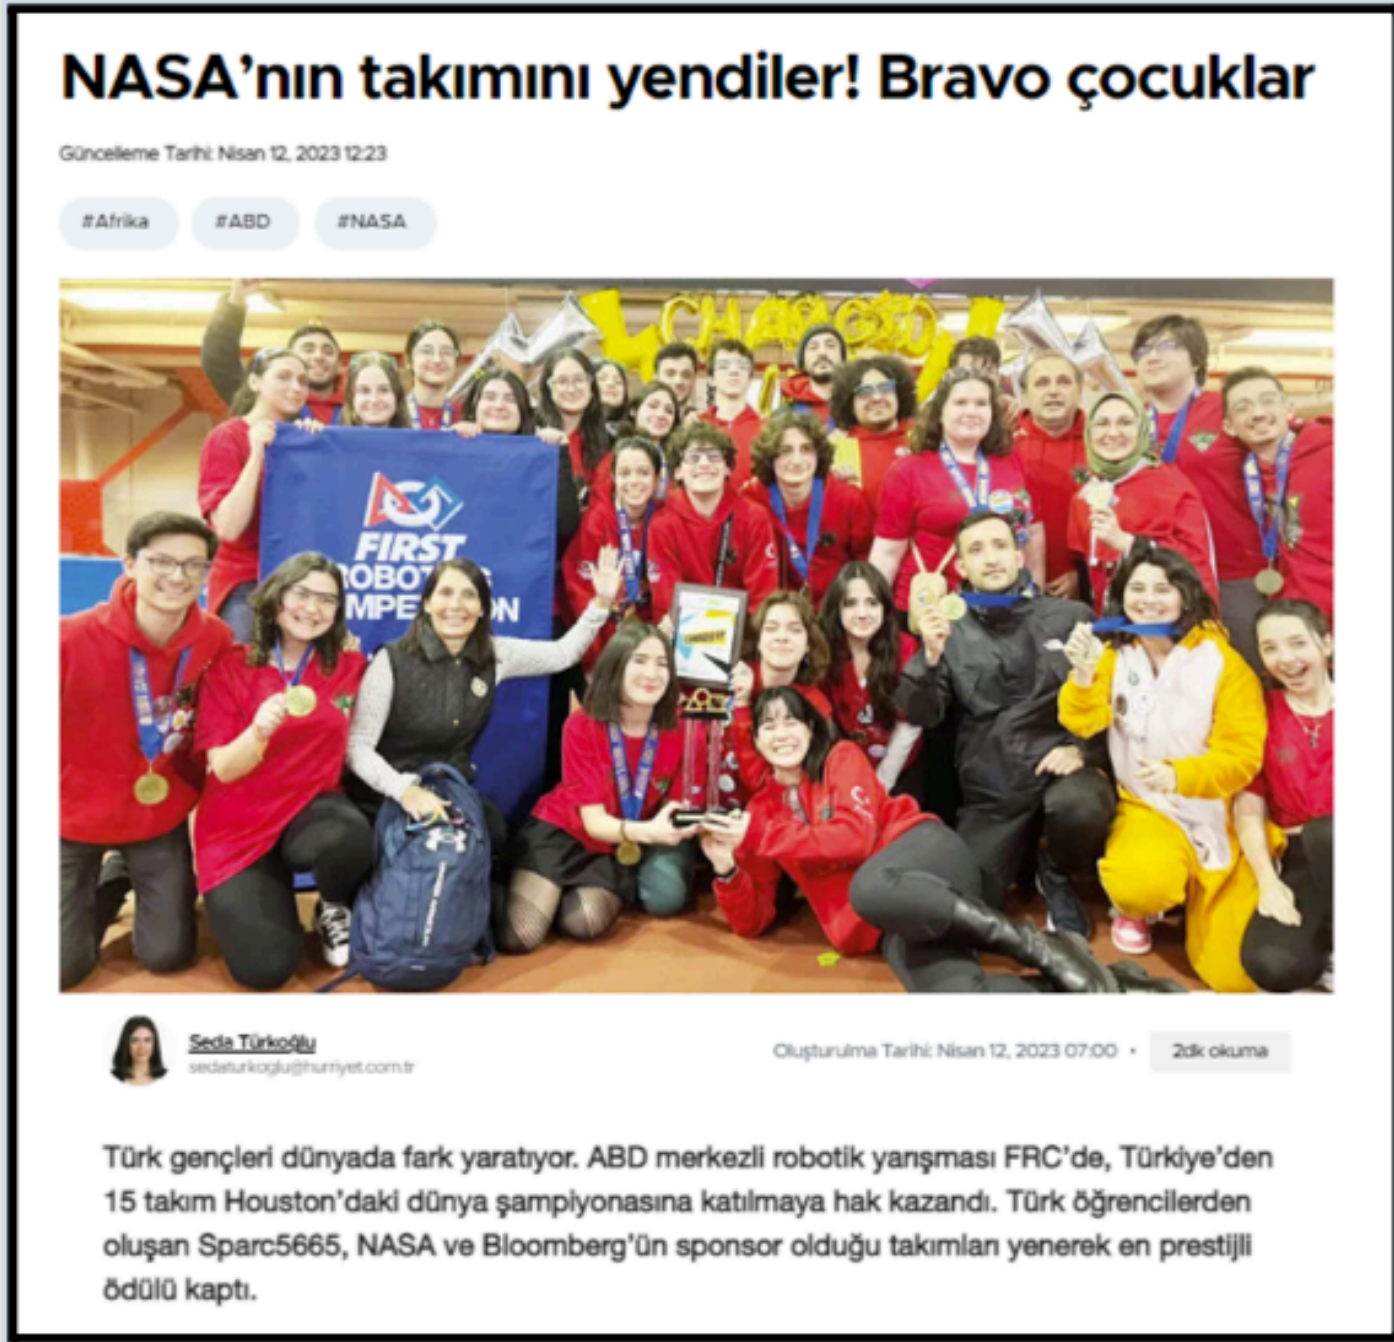 NASA’nın takımını yendiler! Bravo çocuklar
Güncelleme Tarihi: Nisan 12, 2023 12:23
#Afrika #ABD #NASA
CHARGED
FIRST
ROBOTICS
COMPETITION
Seda Türkoğlu
sedaturkoglu@hurriyet.com.tr
Oluşturulma Tarihi: Nisan 12, 2023 07:00 • 2dk okuma
Türk gençleri dünyada fark yaratıyor. ABD merkezli robotik yarışması FRC’de, Türkiye’den
15 takım Houston’daki dünya şampiyonasına katılmaya hak kazandı. Türk öğrencilerden
oluşan Sparc5665, NASA ve Bloomberg’ün sponsor olduğu takımları yenerek en prestijli
ödülü kaptı.